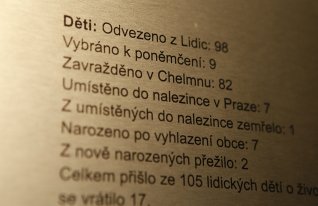 Děti: Odvezeno z Lidic: 98
Vybráno k poněmčení: 9
Zavražděno v Chelmnu: 82
Umístěno do nalezince v Praze: 7
Z umístěných do nalezince zemřelo: 1
Narozeno po vyhlazení obce: 7
Z nově narozených přežilo: 2
Celkem přišlo ze 105 lidických dětí o živo
se vrátilo 17.